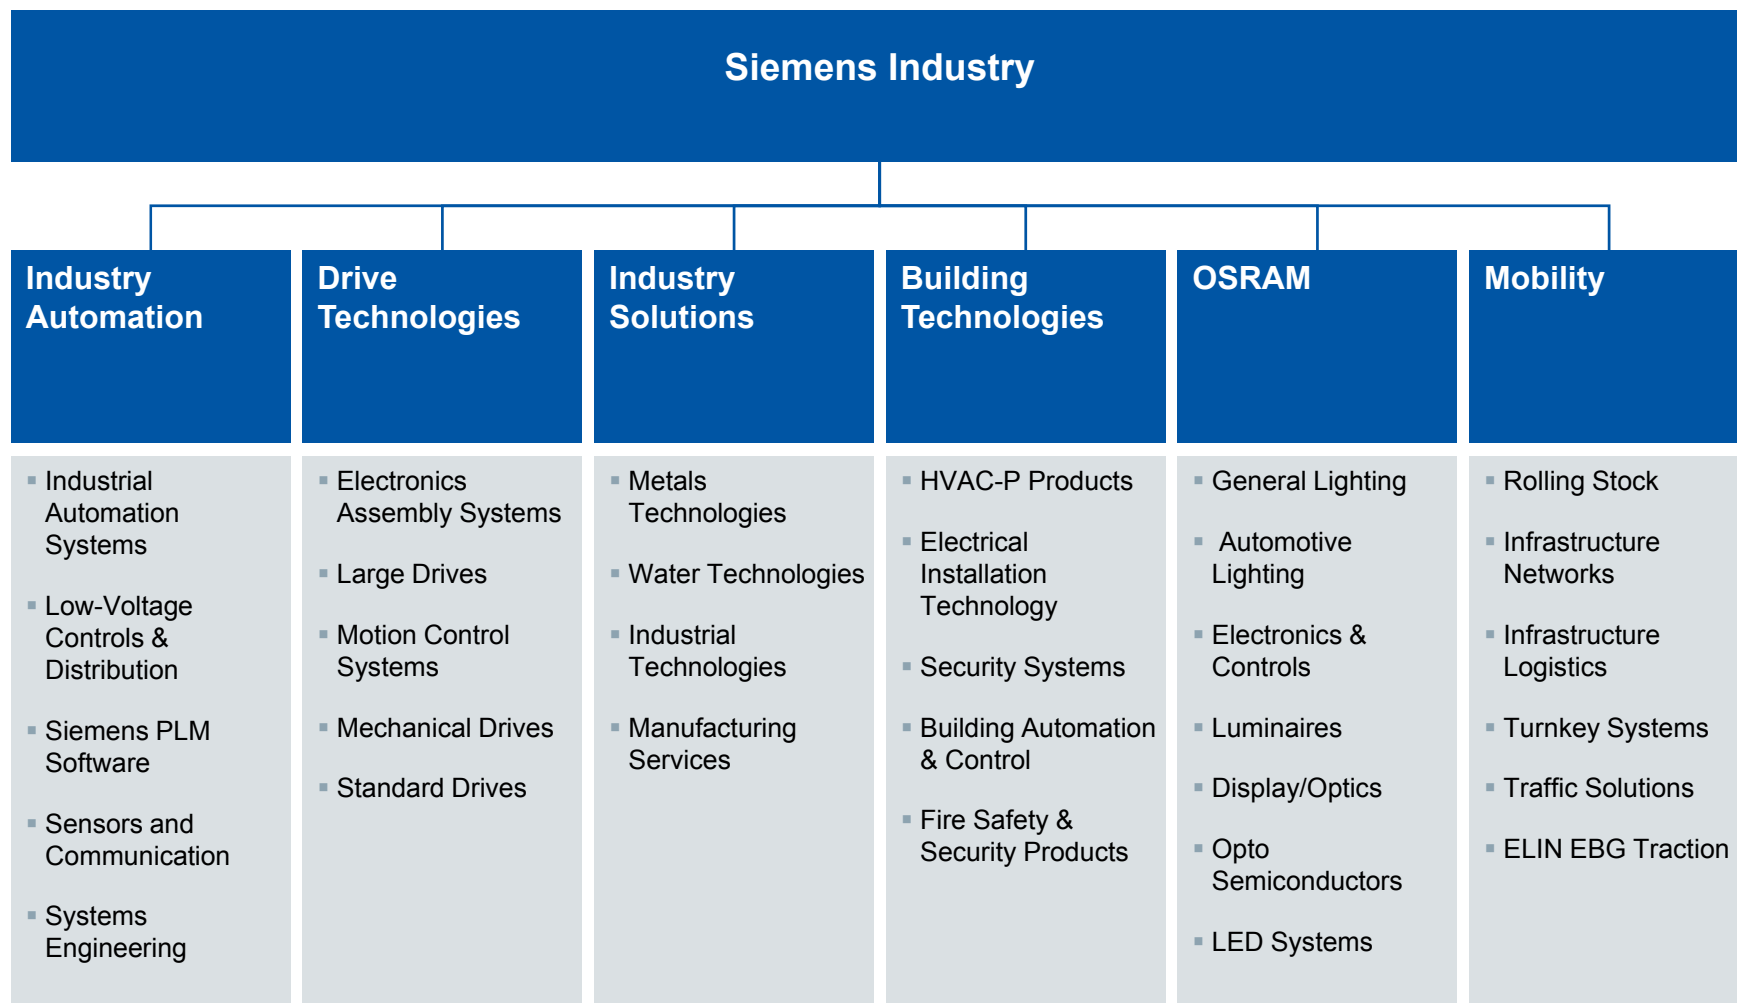 Siemens Industry
Industry
Automation
Industrial
Automation
Systems
Low-Voltage
Controls &
Distribution
Siemens PLM
Software
Sensors and
Communication
Systems
Engineering
Drive
Technologies
Electronics
Assembly Systems
Large Drives
Motion Control
Systems
Mechanical Drives
Standard Drives
Industry
Solutions
Metals
Technologies
Water Technologies
Industrial
Technologies
Manufacturing
Services
Building
Technologies
HVAC-P Products
Electrical
Installation
Technology
Security Systems
Building Automation
& Control
Fire Safety &
Security Products
OSRAM
General Lighting
Automotive
Lighting
Electronics &
Controls
Luminaires
Display/Optics
Opto
Semiconductors
LED Systems
Mobility
Rolling Stock
Infrastructure
Networks
Infrastructure
Logistics
Turnkey Systems
Traffic Solutions
ELIN EBG Traction